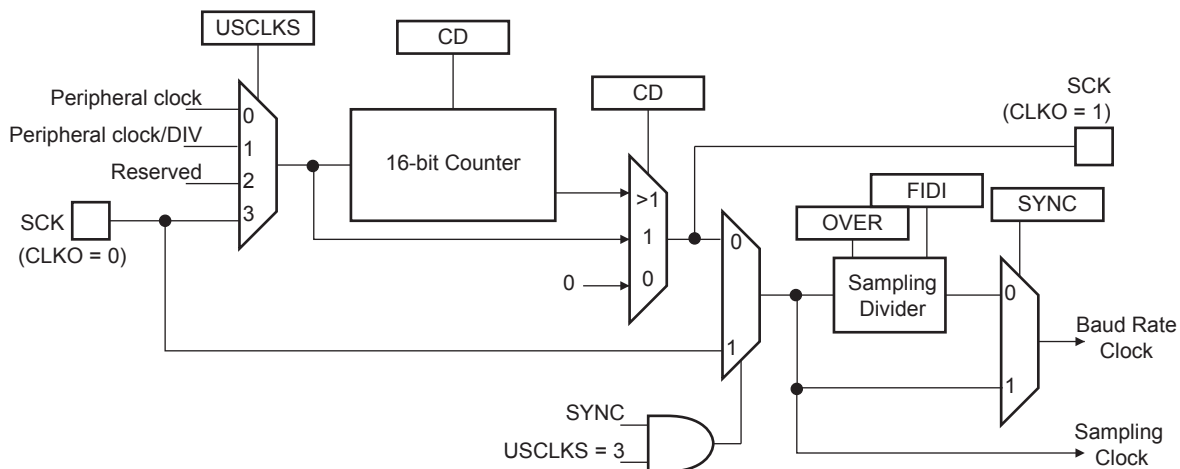 USCLKS
CD
CD
SCK
(CLKO = 1)
Peripheral clock
0
Peripheral clock/DIV
1
16-bit Counter
Reserved
2
FIDI
>1
SCK
3
OVER
SYNC
(CLKO = 0)
1
0
0
0
Sampling
Divider
0
Baud Rate
Clock
1
1
SYNC
USCLKS = 3
Sampling
Clock